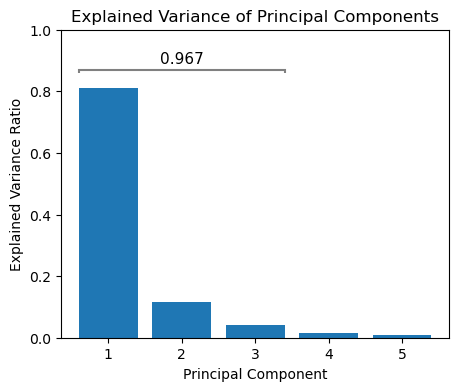 Explained Variance of Principal Components
1.0
0.967
0.8
0.6
0.4
0.2
0.0
Explained Variance Ratio
1 2 3 4 5
Principal Component